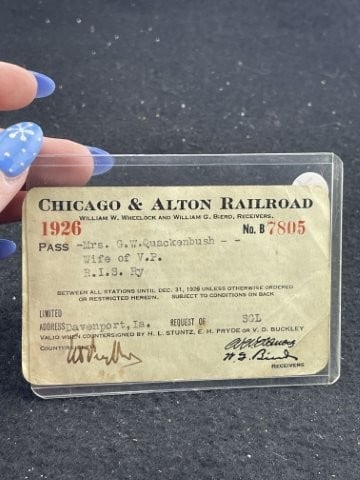 CHICAGO & ALTON RAILROAD
WILLIAM W. WHEELOCK AND WILLIAM G. BIERD, RECEIVERS.
1926 No. B 7805
PASS -Mrs. G.W.Quackenbush - -
Wife of V.P.
R.I.S. Ry
BETWEEN ALL STATIONS UNTIL DEC. 31, 1926 UNLESS OTHERWISE ORDERED
OR RESTRICTED HEREON. SUBJECT TO CONDITIONS ON BACK
LIMITED
ADDRESS Davenport, Ia. REQUEST OF SGL
VALID WHEN COUNTERSIGNED BY H. L. STUNTZ, E. H. PRYDE OR V. D. BUCKLEY
W. G. Bierd
RECEIVERS